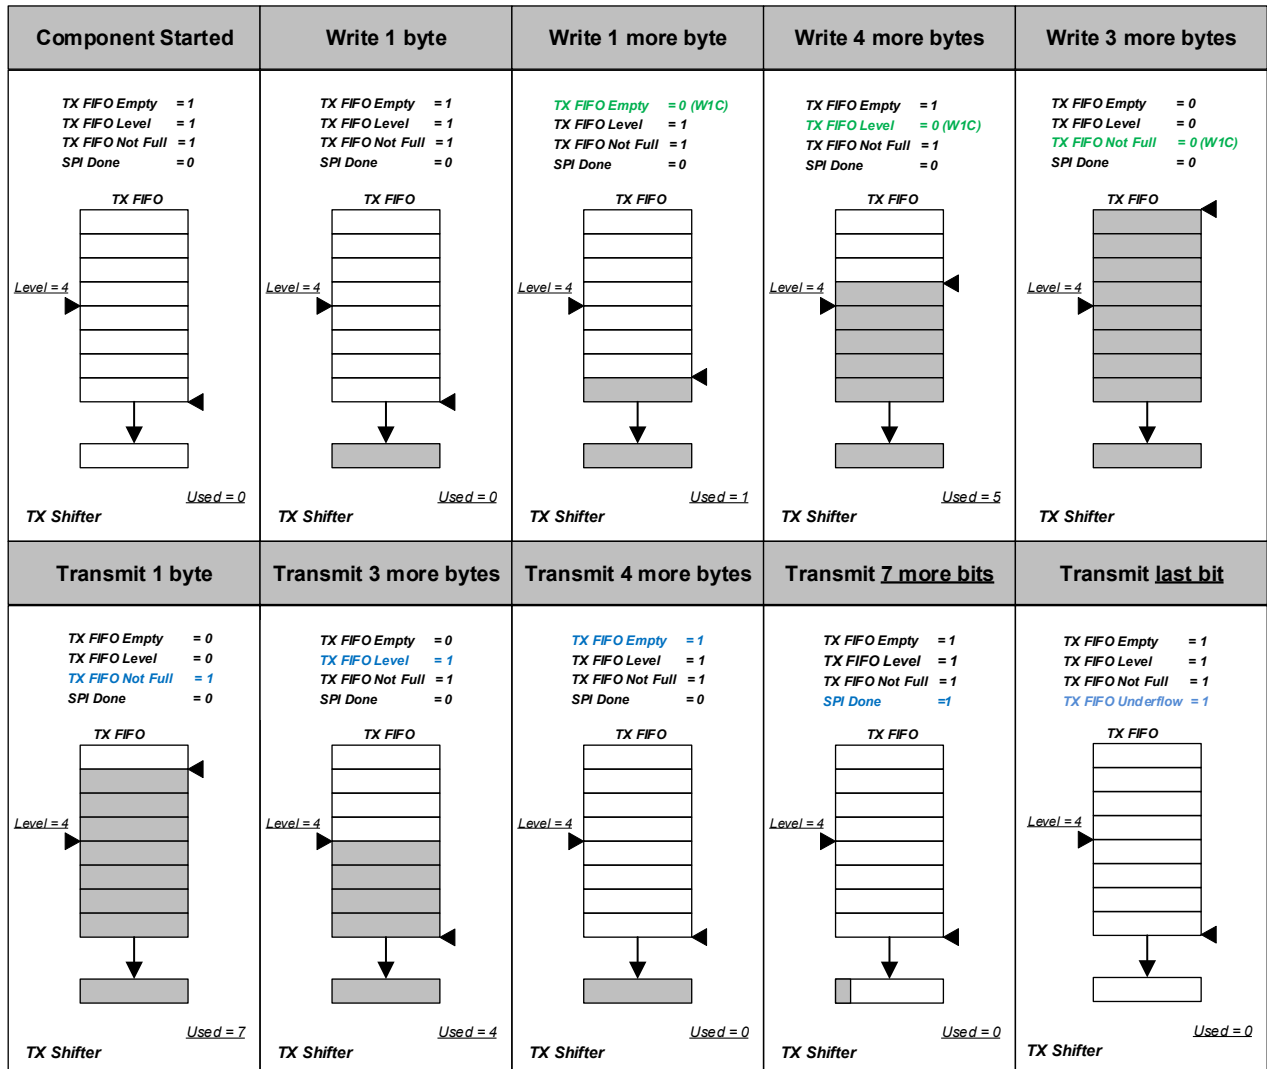 Component Started
TX FIFO Empty = 1
TX FIFO Level = 1
TX FIFO Not Full = 1
SPI Done = 0
TX FIFO
Level = 4
Used = 0
TX Shifter
Write 1 byte
TX FIFO Empty = 1
TX FIFO Level = 1
TX FIFO Not Full = 1
SPI Done = 0
TX FIFO
Level = 4
Used = 0
TX Shifter
Write 1 more byte
TX FIFO Empty = 0 (W1C)
TX FIFO Level = 1
TX FIFO Not Full = 1
SPI Done = 0
TX FIFO
Level = 4
Used = 1
TX Shifter
Write 4 more bytes
TX FIFO Empty = 1
TX FIFO Level = 0 (W1C)
TX FIFO Not Full = 1
SPI Done = 0
TX FIFO
Level = 4
Used = 5
TX Shifter
Write 3 more bytes
TX FIFO Empty = 0
TX FIFO Level = 0
TX FIFO Not Full = 0 (W1C)
SPI Done = 0
TX FIFO
Level = 4
TX Shifter
Transmit 1 byte
TX FIFO Empty = 0
TX FIFO Level = 0
TX FIFO Not Full = 1
SPI Done = 0
TX FIFO
Level = 4
Used = 7
TX Shifter
Transmit 3 more bytes
TX FIFO Empty = 0
TX FIFO Level = 1
TX FIFO Not Full = 1
SPI Done = 0
TX FIFO
Level = 4
Used = 4
TX Shifter
Transmit 4 more bytes
TX FIFO Empty = 1
TX FIFO Level = 1
TX FIFO Not Full = 1
SPI Done = 0
TX FIFO
Level = 4
Used = 0
TX Shifter
Transmit 7 more bits
TX FIFO Empty = 1
TX FIFO Level = 1
TX FIFO Not Full = 1
SPI Done =1
TX FIFO
Level = 4
Used = 0
TX Shifter
Transmit last bit
TX FIFO Empty = 1
TX FIFO Level = 1
TX FIFO Not Full = 1
TX FIFO Underflow = 1
TX FIFO
Level = 4
Used = 0
TX Shifter